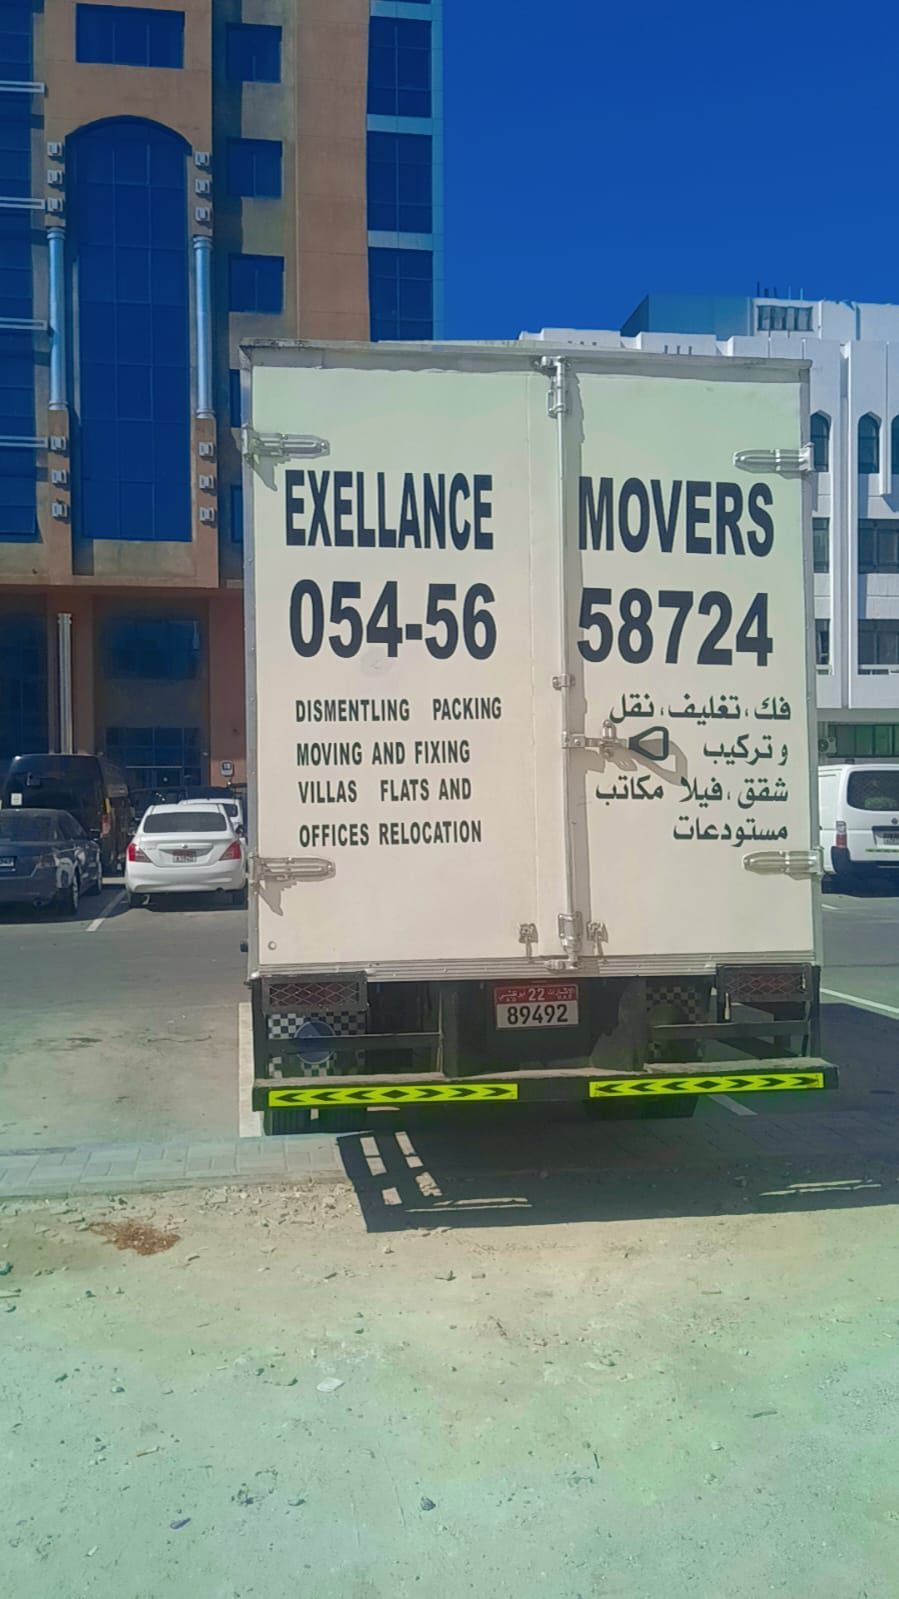 EXELLANCE MOVERS
054-56 58724
DISMENTLING PACKING
MOVING AND FIXING
VILLAS FLATS AND
OFFICES RELOCATION
فك، تغليف، نقل
و تركيب
شقق، فيلا مكاتب
مستودعات
22
89492